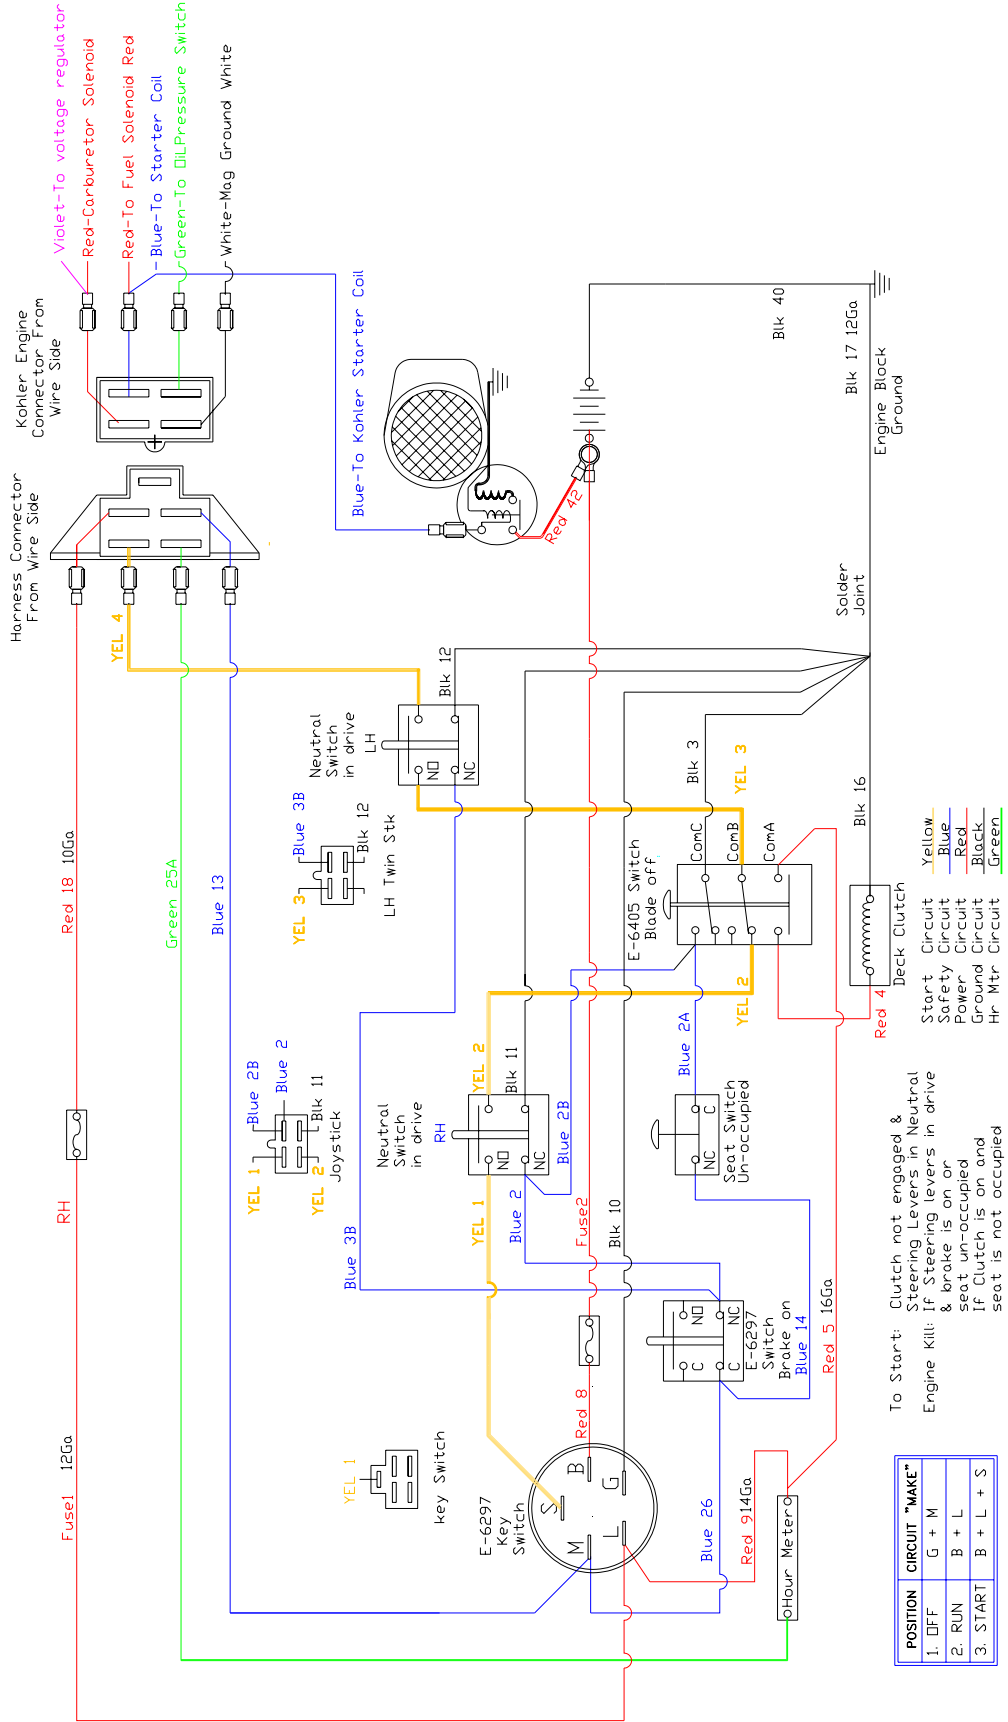 Violet-To voltage regulator
Red-Carburetor Solenoid
Red-To Fuel Solenoid Red
Blue-To Starter Coil
Green-To OiLPressure Switch
White-Mag Ground White
Kohler Engine
Connector From
Wire Side
Harness Connector
From Wire Side
Blue-To Kohler Starter Coil
Red 42
Blk 40
Blk 17 12Ga
Engine Block
Ground
Solder
Joint
YEL 4
Blk 12
Neutral
Switch
in drive
LH
NO
NC
Red 18 10Ga
Green 25A
Blue 13
Blue 3B
Blk 12
YEL 3
LH Twin Stk
Blk 3
YEL 3
Blk 16
ComC
ComB
ComA
E-6405 Switch
Blade off
Deck Clutch
Red 4
YEL 2
Blue 2A
Start Circuit Yellow
Safety Circuit Blue
Power Circuit Red
Ground Circuit Black
Hr Mtr Circuit Green
RH
Blue 2B
Blue 2
Blk 11
YEL 1
YEL 2
Joystick
Neutral
Switch
in drive
RH
YEL 2
Blk 11
NO
NC
Blue 2B
YEL 1
Blue 2
C
NC
Seat Switch
Un-occupied
Blue 3B
Fuse2
Blk 10
NO
NC
C
C
E-6297
Switch
Brake on
Blue 14
Red 5 16Ga
To Start: Clutch not engaged &
Steering Levers in Neutral
Engine Kill: If Steering levers in drive
& brake is on or
seat un-occupied
If Clutch is on and
seat is not occupied
Fuse1 12Ga
YEL 1
key Switch
Red 8
E-6297
Key
Switch
B
G
S
M
L
Blue 26
Red 914Ga
Hour Meter
POSITION CIRCUIT "MAKE"
1. OFF G + M
2. RUN B + L
3. START B + L + S